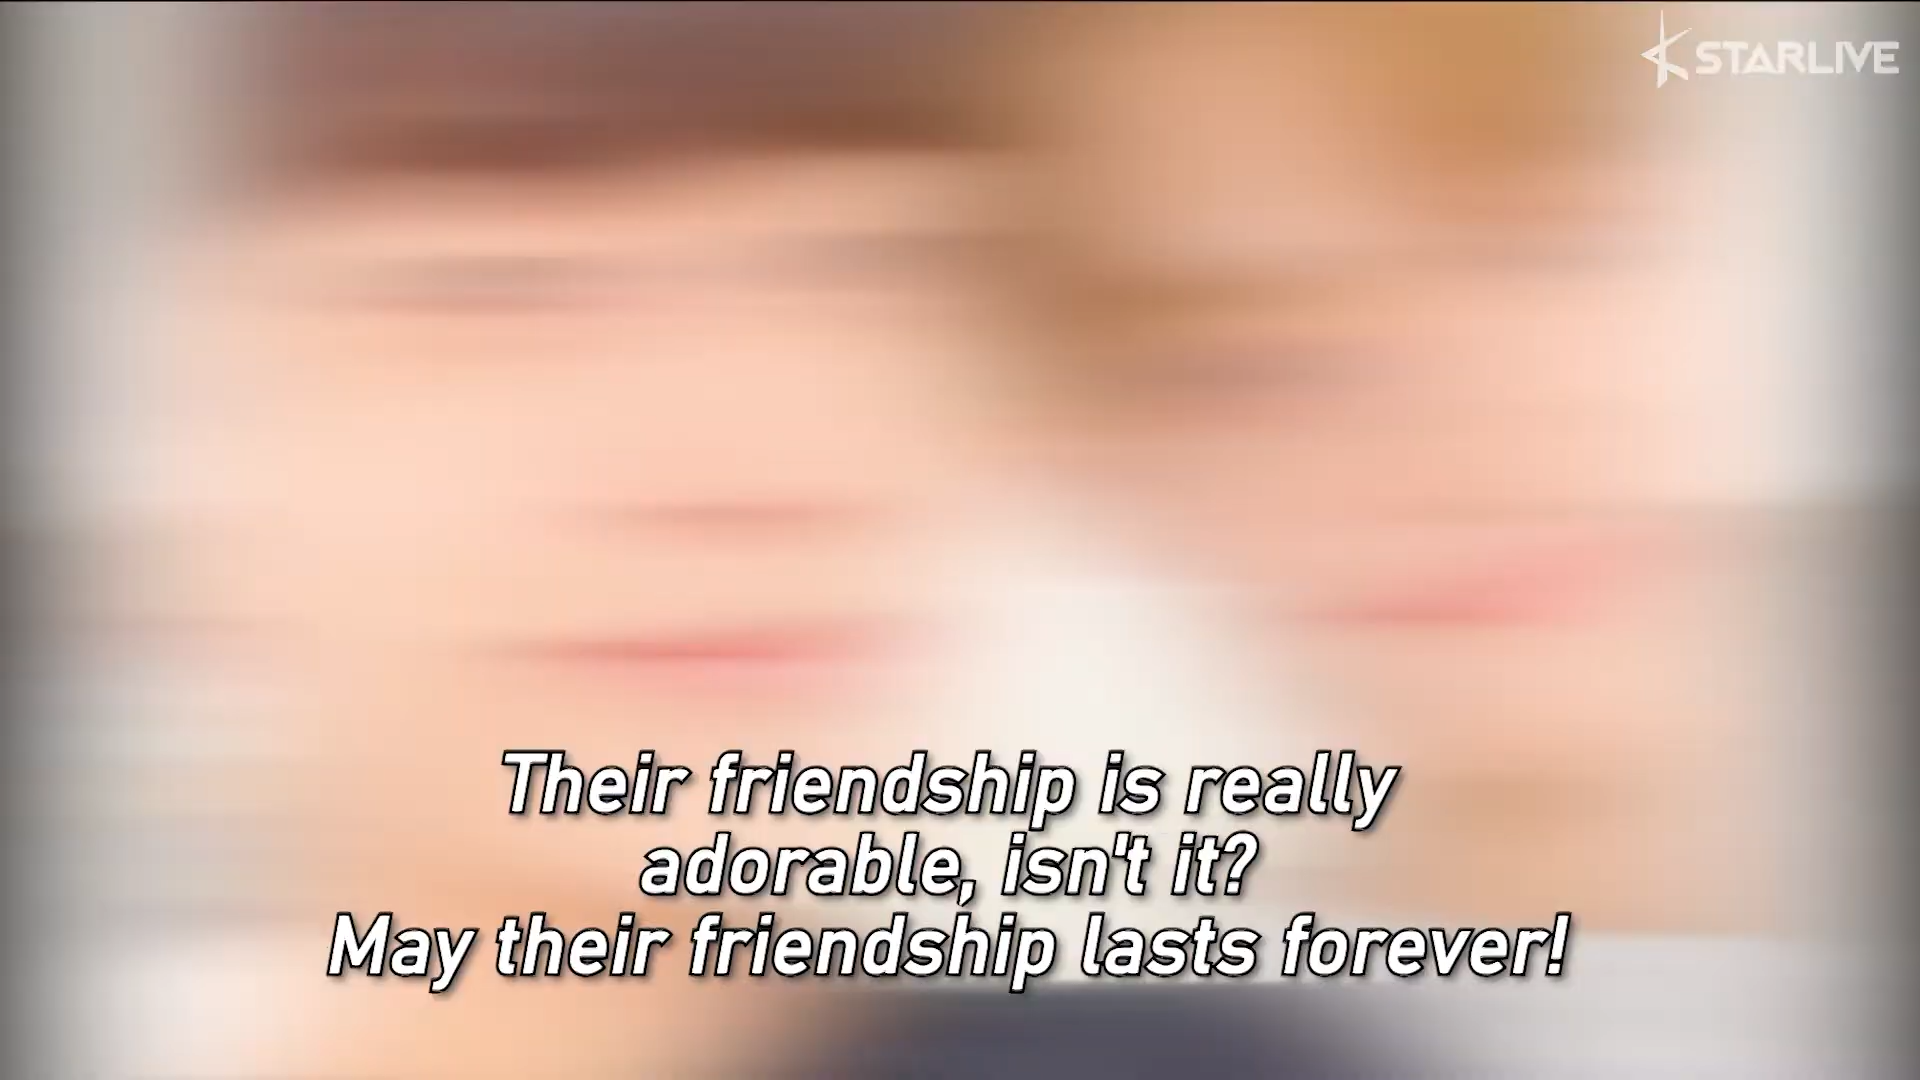 STARLIVE
Their friendship is really
adorable, isn't it?
May their friendship lasts forever!